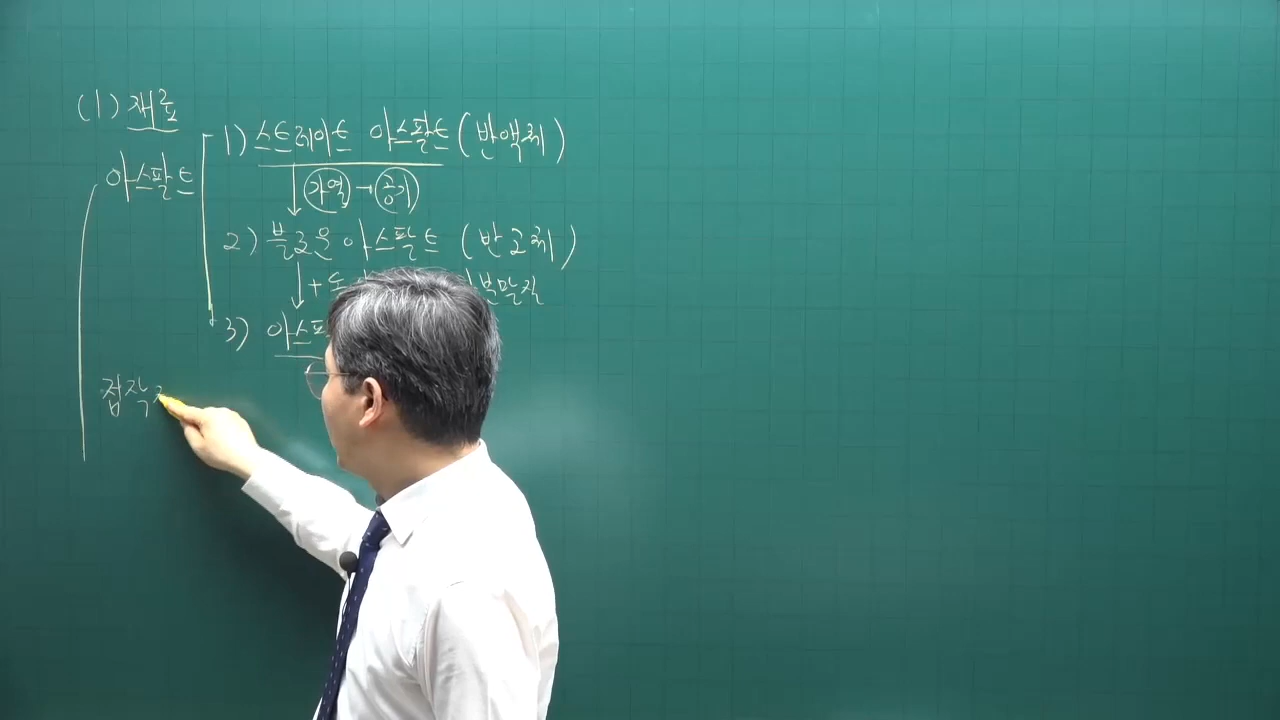 (1) 재료
아스팔트
1) 스트레이트 아스팔트 (반액체)
가열 → 공기
2) 블로운 아스팔트 (반고체)
+ 동 분말질
3) 아스팔
접착